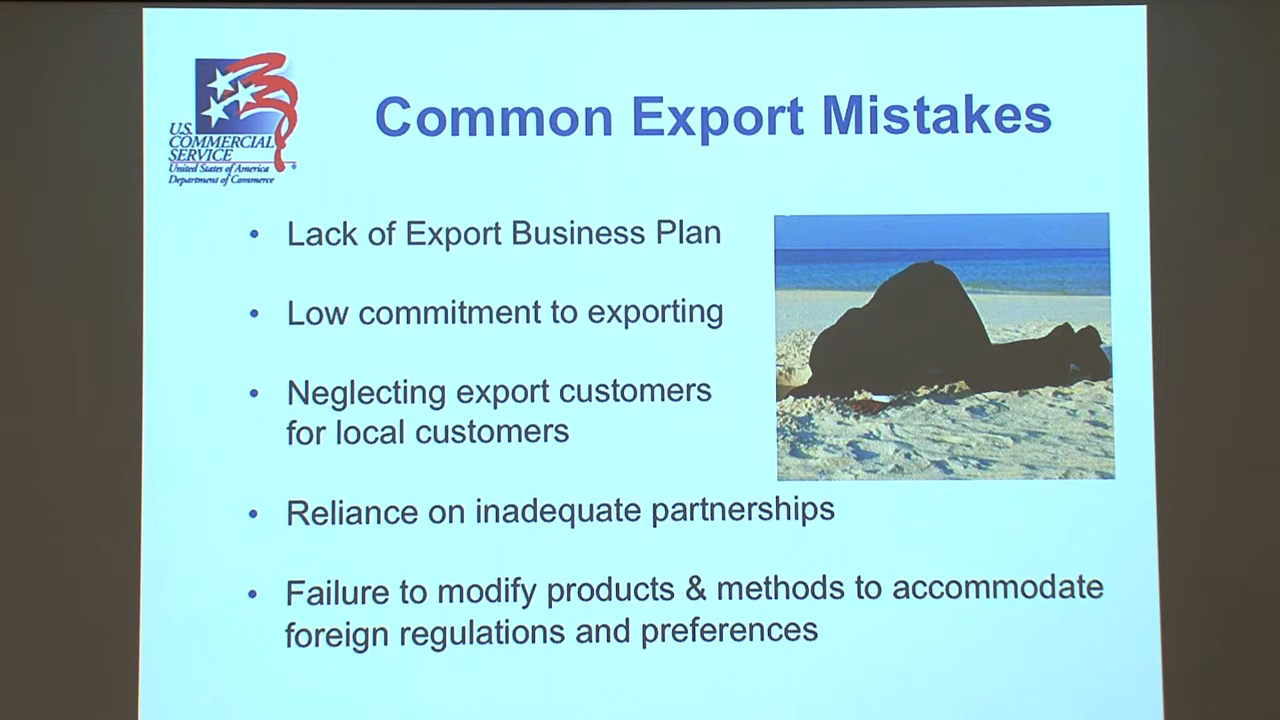 U.S.
COMMERCIAL
SERVICE
United States of America
Department of Commerce
Common Export Mistakes
• Lack of Export Business Plan
• Low commitment to exporting
• Neglecting export customers
for local customers
• Reliance on inadequate partnerships
• Failure to modify products & methods to accommodate
foreign regulations and preferences